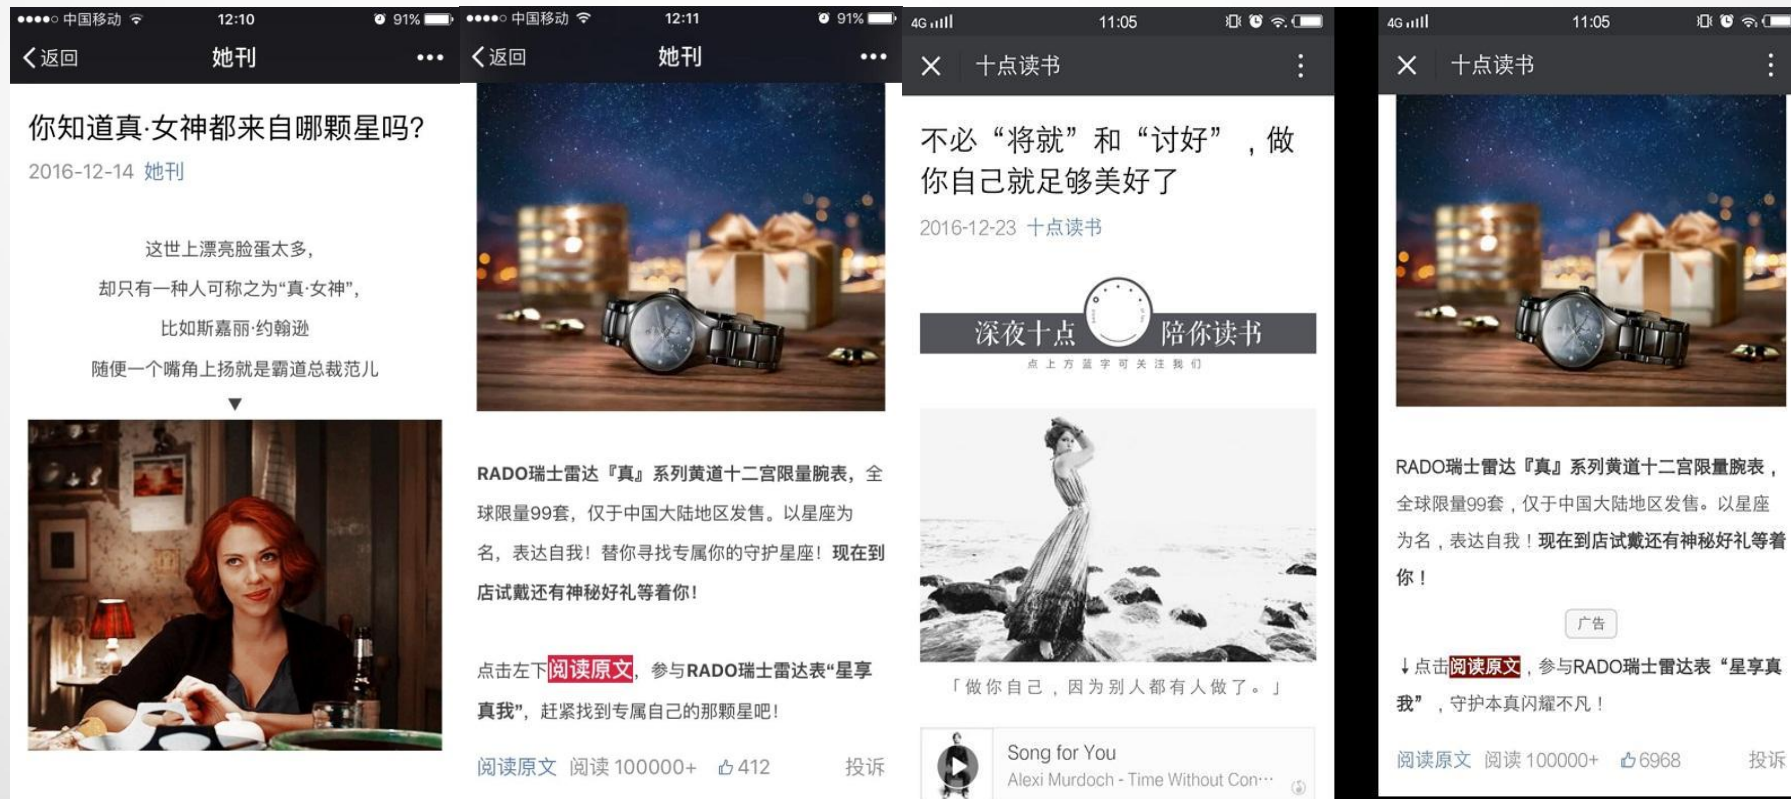 中国移动 12:10 91%
返回 她刊
你知道真·女神都来自哪颗星吗?
2016-12-14 她刊
这世上漂亮脸蛋太多,
却只有一种人可称之为“真·女神”,
比如斯嘉丽·约翰逊
随便一个嘴角上扬就是霸道总裁范儿
中国移动 12:11 91%
返回 她刊
RADO瑞士雷达『真』系列黄道十二宫限量腕表, 全
球限量99套, 仅于中国大陆地区发售。以星座为
名, 表达自我! 替你寻找专属你的守护星座! 现在到
店试戴还有神秘好礼等着你!
点击左下阅读原文, 参与RADO瑞士雷达表“星享
真我”, 赶紧找到专属自己的那颗星吧!
阅读原文 阅读 100000+ 412 投诉
4G 11:05
十点读书
不必“将就”和“讨好”,做
你自己就足够美好了
2016-12-23 十点读书
深夜十点 陪你读书
点上方蓝字可关注我们
「做你自己,因为别人都有人做了。」
Song for You
Alexi Murdoch - Time Without Con…
4G 11:05
十点读书
RADO瑞士雷达『真』系列黄道十二宫限量腕表,
全球限量99套,仅于中国大陆地区发售。以星座
为名,表达自我!现在到店试戴还有神秘好礼等着
你!
广告
↓点击阅读原文,参与RADO瑞士雷达表“星享真
我”,守护本真闪耀不凡!
阅读原文 阅读 100000+ 6968 投诉